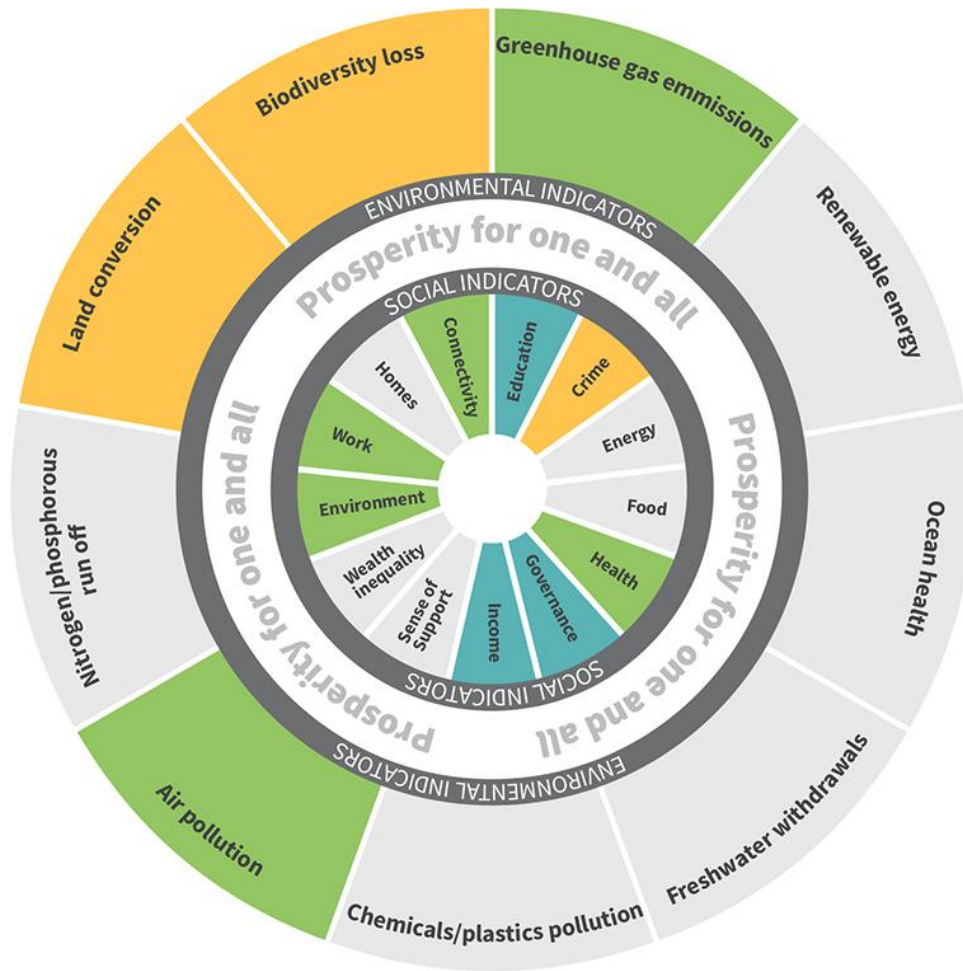 Greenhouse gas emmissions
Renewable energy
Ocean health
Freshwater withdrawals
Chemicals/plastics pollution
Air pollution
Nitrogen/phosphorous
run off
Land conversion
Biodiversity loss
ENVIRONMENTAL INDICATORS
ENVIRONMENTAL INDICATORS
Prosperity for one and all
Prosperity for one and all
Prosperity for one and all
SOCIAL INDICATORS
SOCIAL INDICATORS
Education
Crime
Energy
Food
Health
Governance
Income
Sense of
Support
Wealth
inequality
Environment
Work
Homes
Connectivity